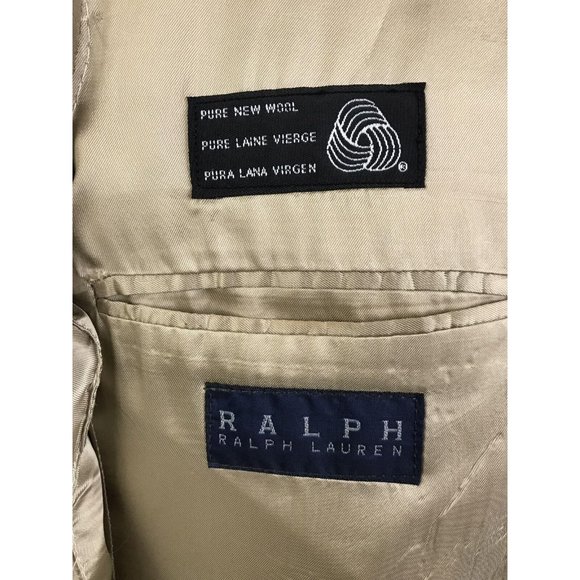 PURE NEW WOOL
PURE LAINE VIERGE
PURA LANA VIRGEN
®
RALPH
RALPH LAUREN